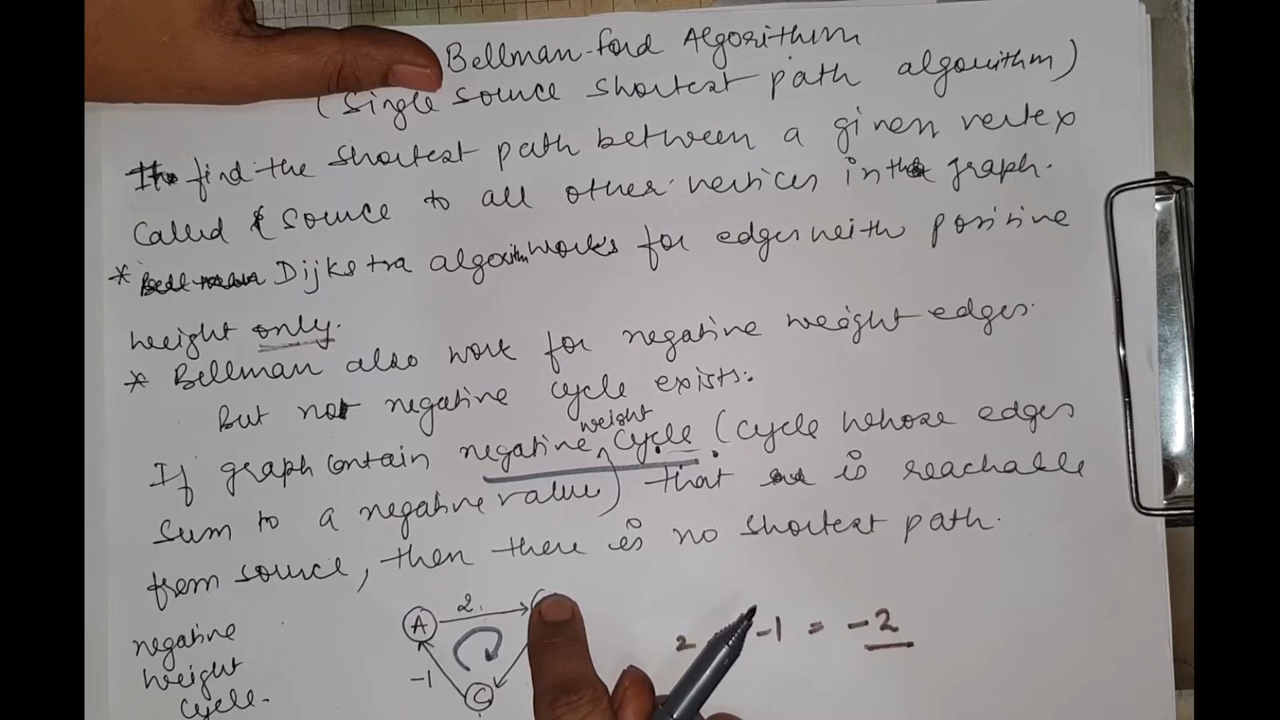 Bellman-ford Algorithm
(Single source shortest path algorithm)
find the shortest path between a given vertex
called source to all other vertices in the graph.
* Dijkstra algorithm works for edges with positive
weight only.
* Bellman also work for negative weight edges.
But not negative cycle exists.
weight
If graph contain negative cycle (cycle whose edges
sum to a negative value) that is reachable
from source, then there is no shortest path.
negative
weight
cycle.
A 2
-1 C
2 -1 = -2